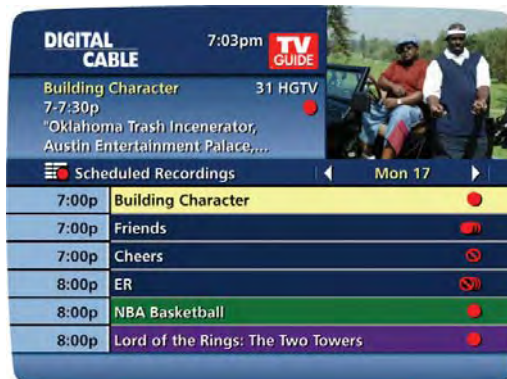 DIGITAL CABLE
7:03pm
TV GUIDE
Building Character 31 HGTV
7-7:30p
"Oklahoma Trash Incenerator,
Austin Entertainment Palace,...
Scheduled Recordings Mon 17
7:00p Building Character
7:00p Friends
7:00p Cheers
8:00p ER
8:00p NBA Basketball
8:00p Lord of the Rings: The Two Towers